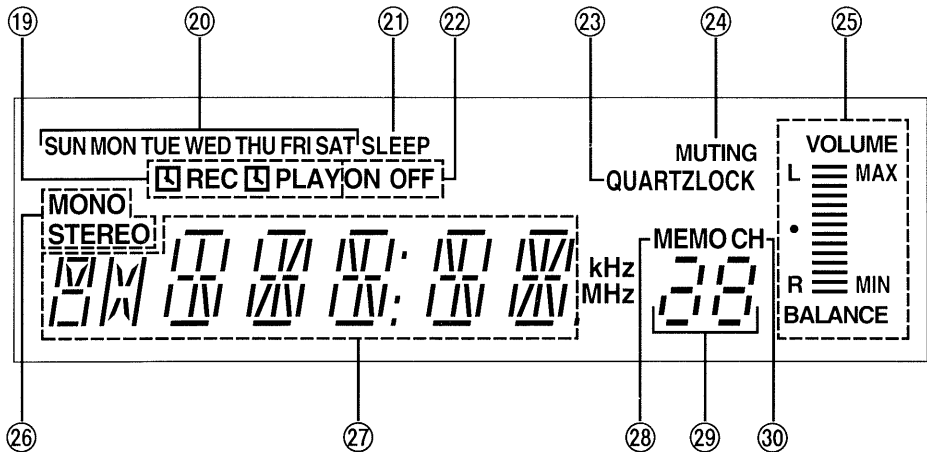 ⑲ ⑳ ㉑ ㉒ ㉓ ㉔ ㉕
SUN MON TUE WED THU FRI SAT SLEEP
REC PLAY ON OFF
MUTING
QUARTZLOCK
VOLUME
L MAX
MONO
STEREO
kHz
MHz
MEMO CH
28
R MIN
BALANCE
㉖ ㉗ ㉘ ㉙ ㉚